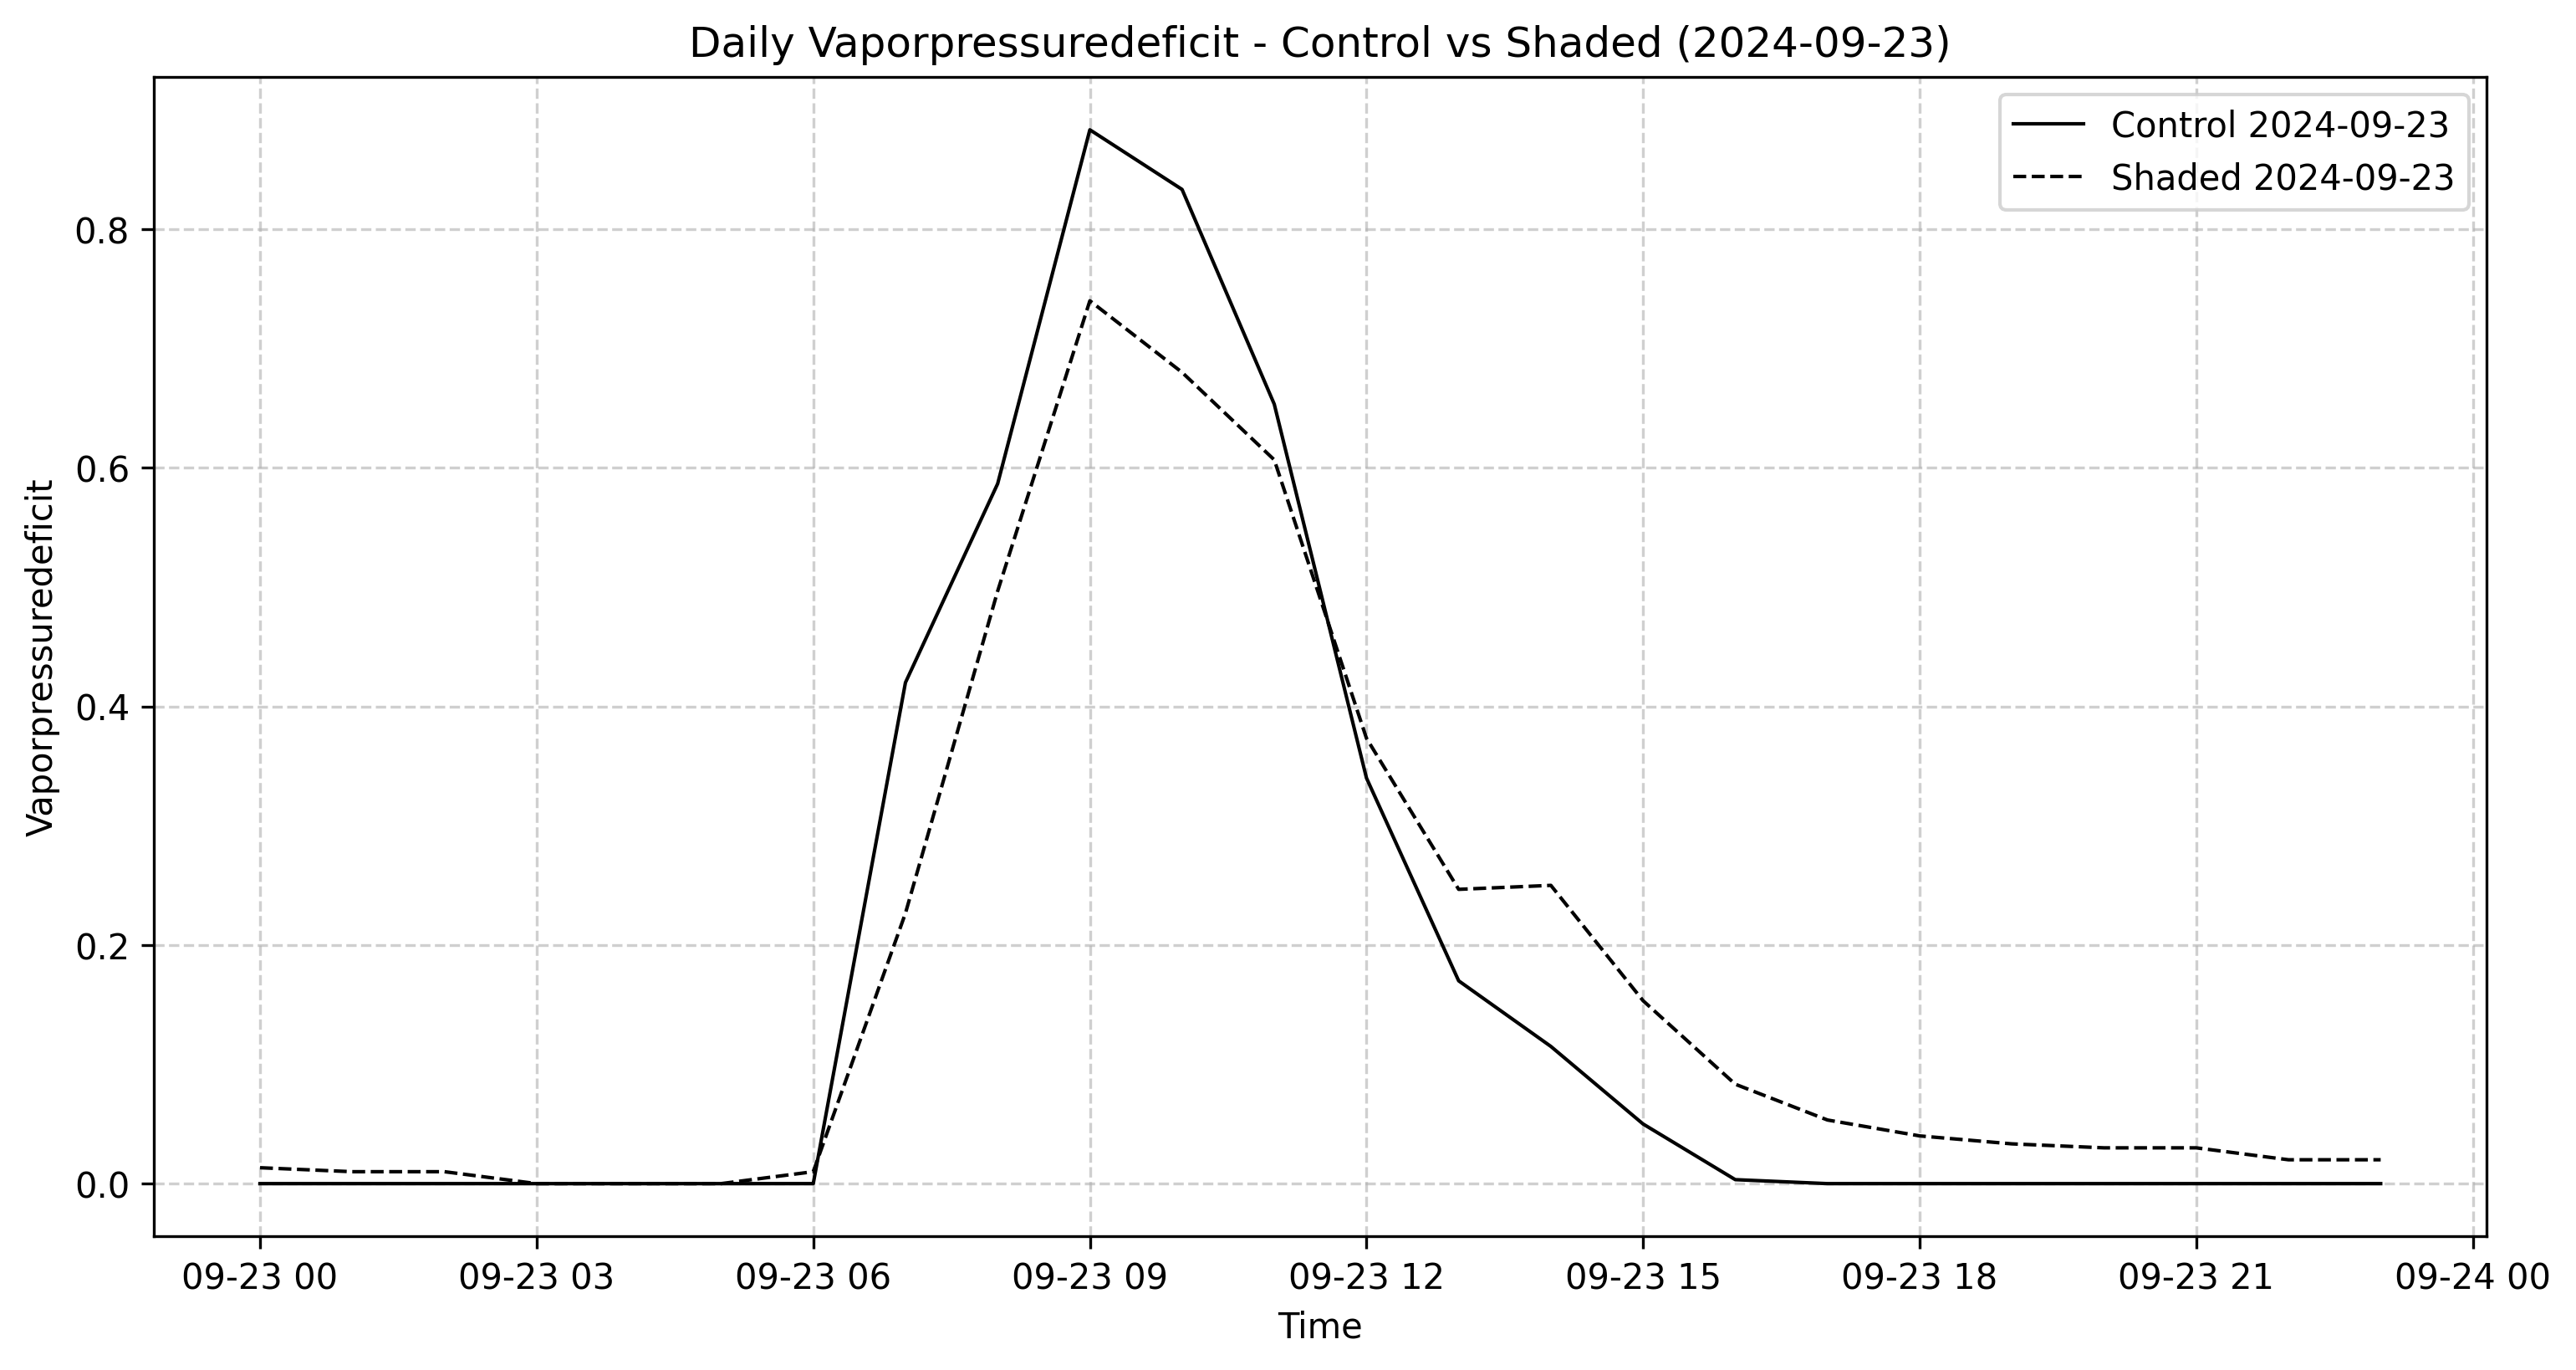 Daily Vaporpressuredeficit - Control vs Shaded (2024-09-23)
Control 2024-09-23
Shaded 2024-09-23
Vaporpressuredeficit
0.8
0.6
0.4
0.2
0.0
09-23 00 09-23 03 09-23 06 09-23 09 09-23 12 09-23 15 09-23 18 09-23 21 09-24 00
Time